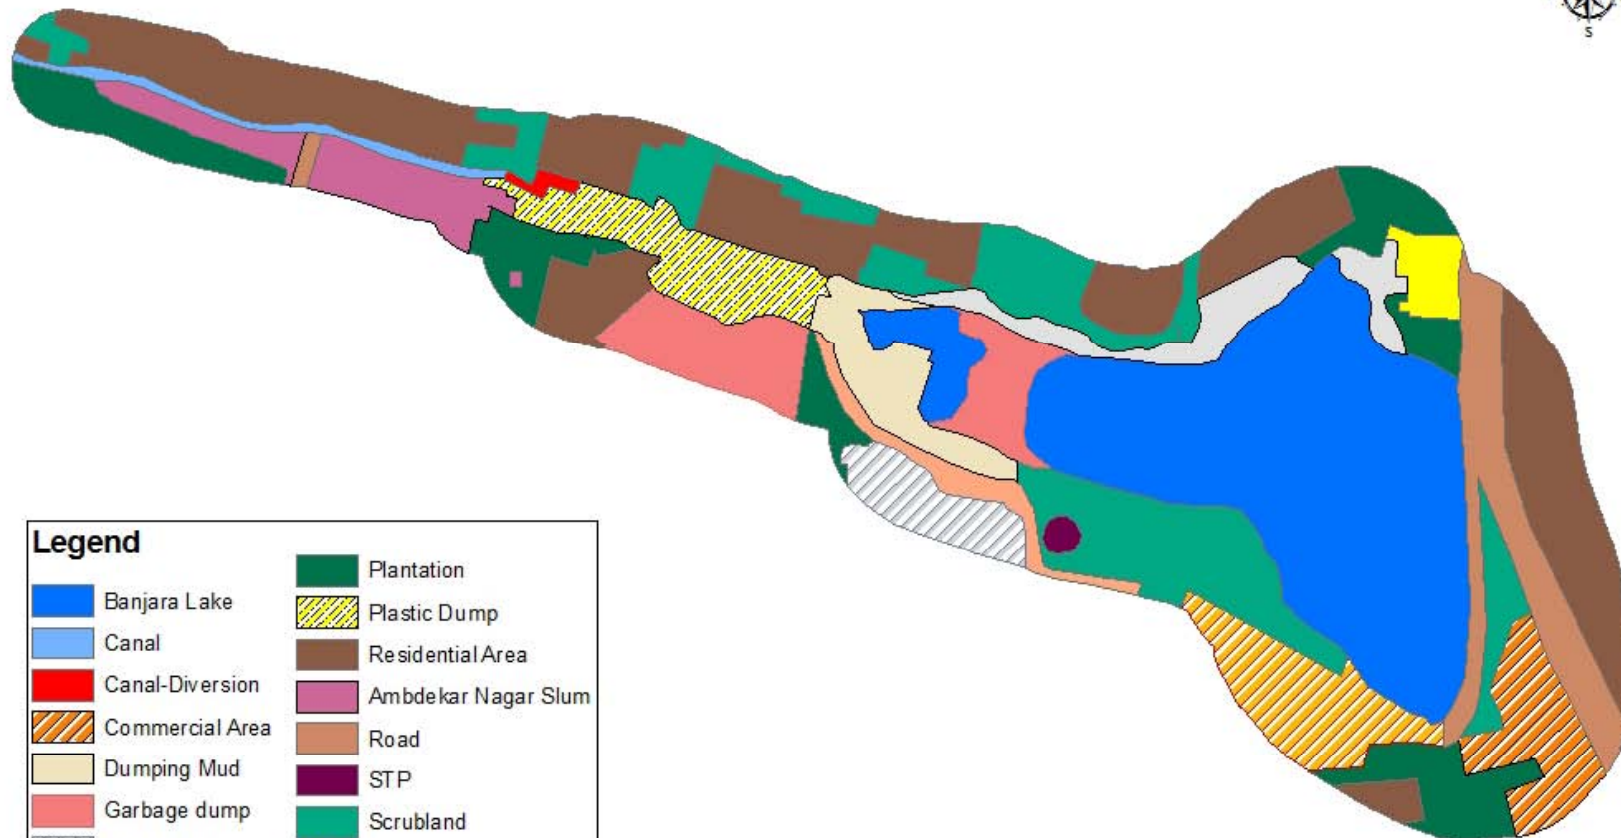 S
Legend
Banjara Lake
Canal
Canal-Diversion
Commercial Area
Dumping Mud
Garbage dump
Plantation
Plastic Dump
Residential Area
Ambdekar Nagar Slum
Road
STP
Scrubland